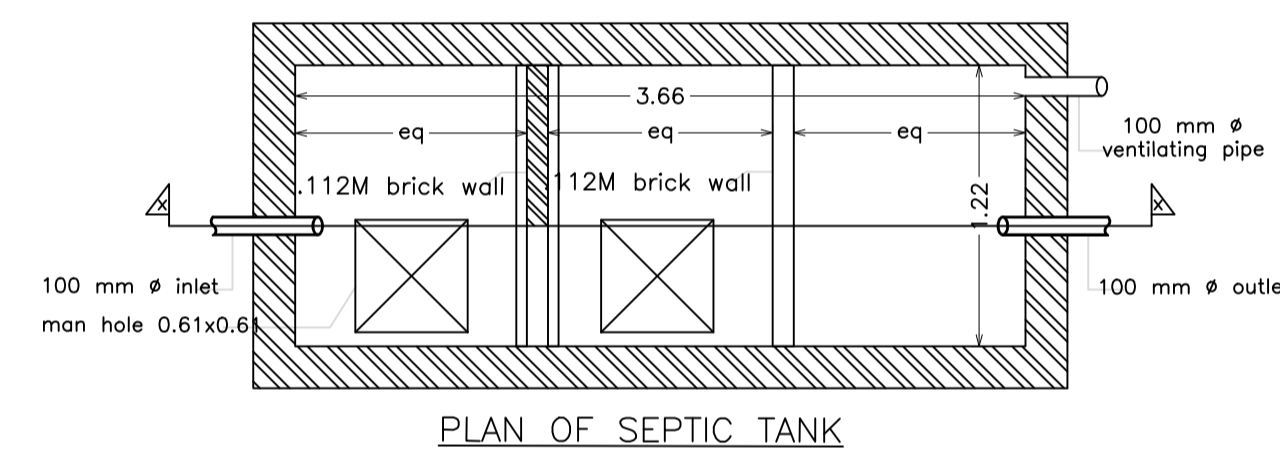 3.66
eq
eq
eq
100 mm ø
ventilating pipe
.112M brick wall
.112M brick wall
1.22
x
x
100 mm ø inlet
100 mm ø outle
man hole 0.61x0.61
PLAN OF SEPTIC TANK